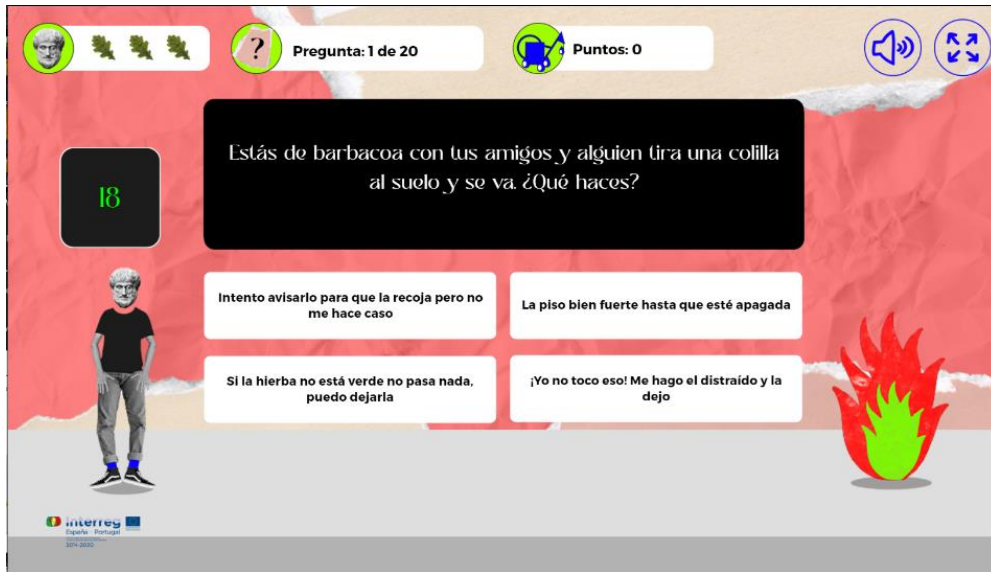 ?
Pregunta: 1 de 20
Puntos: 0
Estás de barbacoa con tus amigos y alguien tira una colilla
al suelo y se va. ¿Qué haces?
18
Intento avisarlo para que la recoja pero no
me hace caso
La piso bien fuerte hasta que esté apagada
Si la hierba no está verde no pasa nada,
puedo dejarla
¡Yo no toco eso! Me hago el distraído y la
dejo
Interreg
España - Portugal
2014-2020